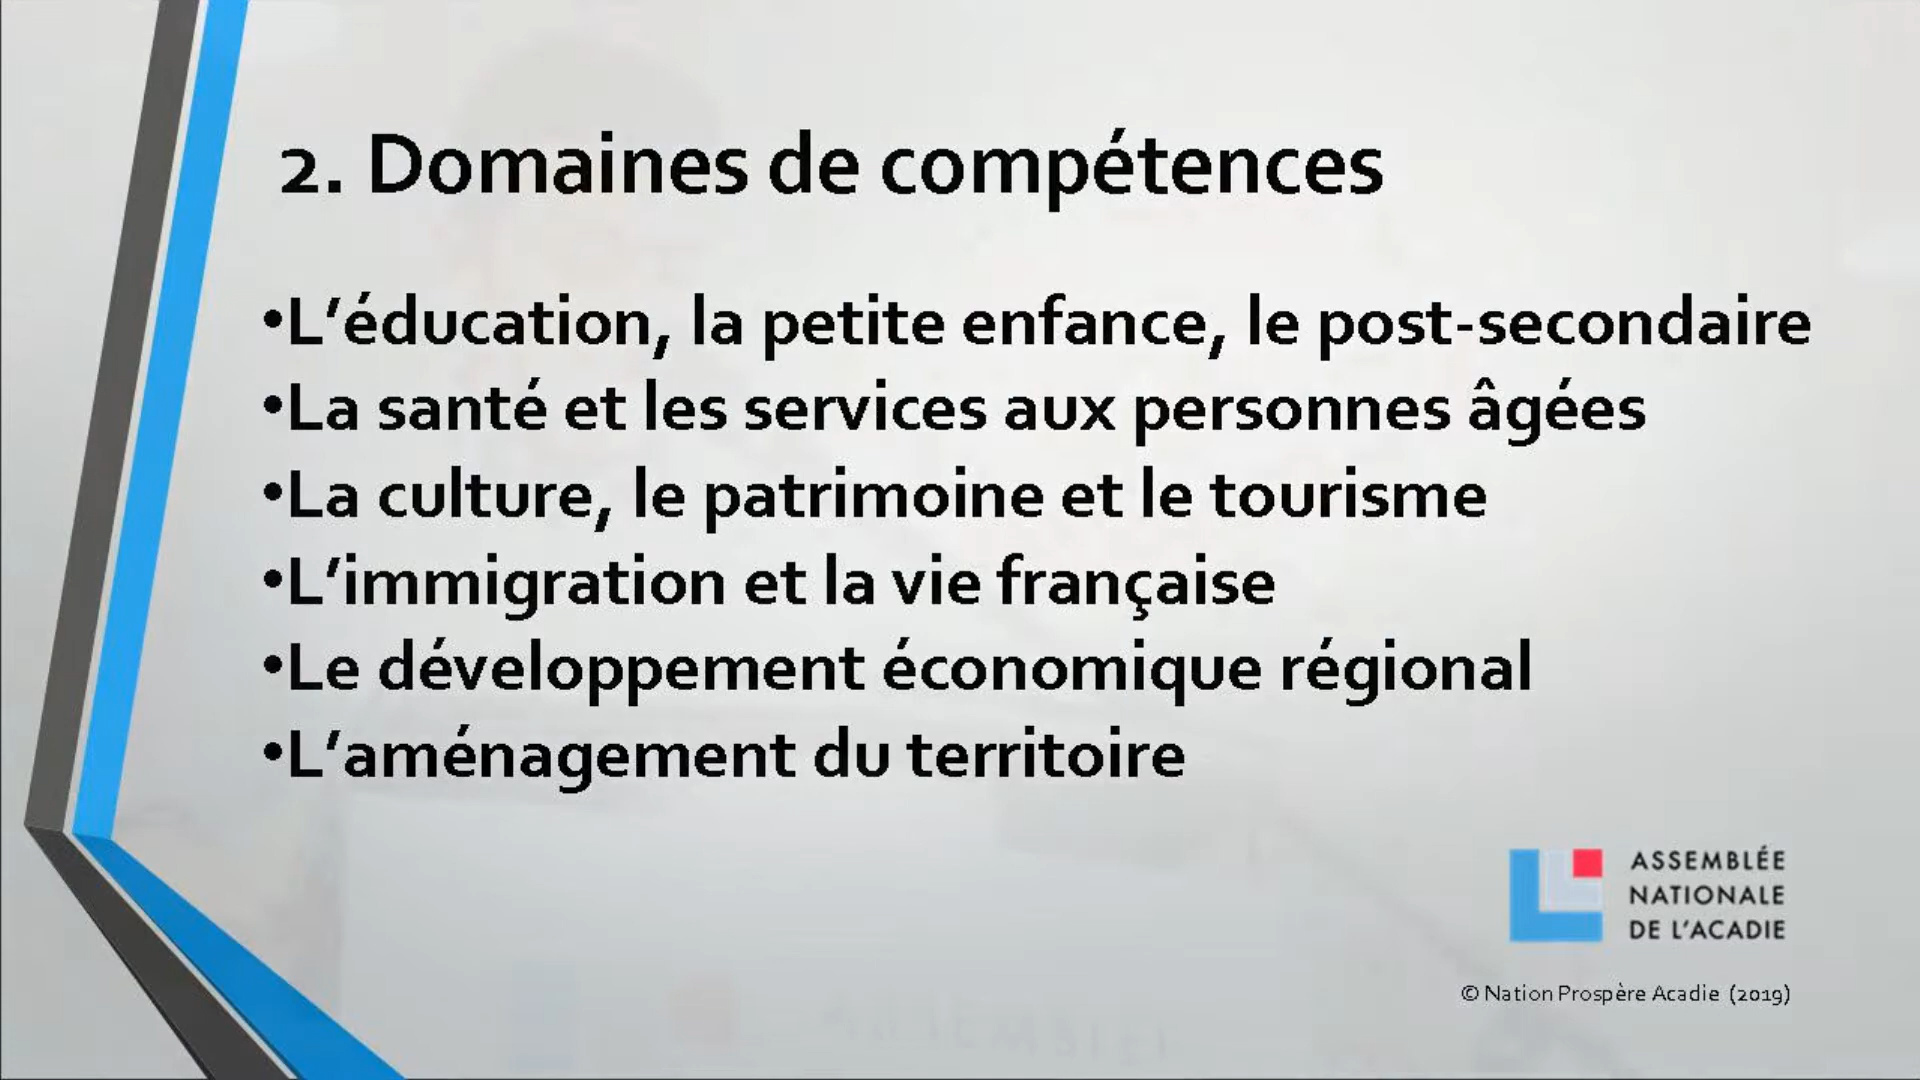 2. Domaines de compétences
•L'éducation, la petite enfance, le post-secondaire
•La santé et les services aux personnes âgées
•La culture, le patrimoine et le tourisme
•L'immigration et la vie française
•Le développement économique régional
•L'aménagement du territoire
ASSEMBLÉE
NATIONALE
DE L'ACADIE
© Nation Prospère Acadie (2019)